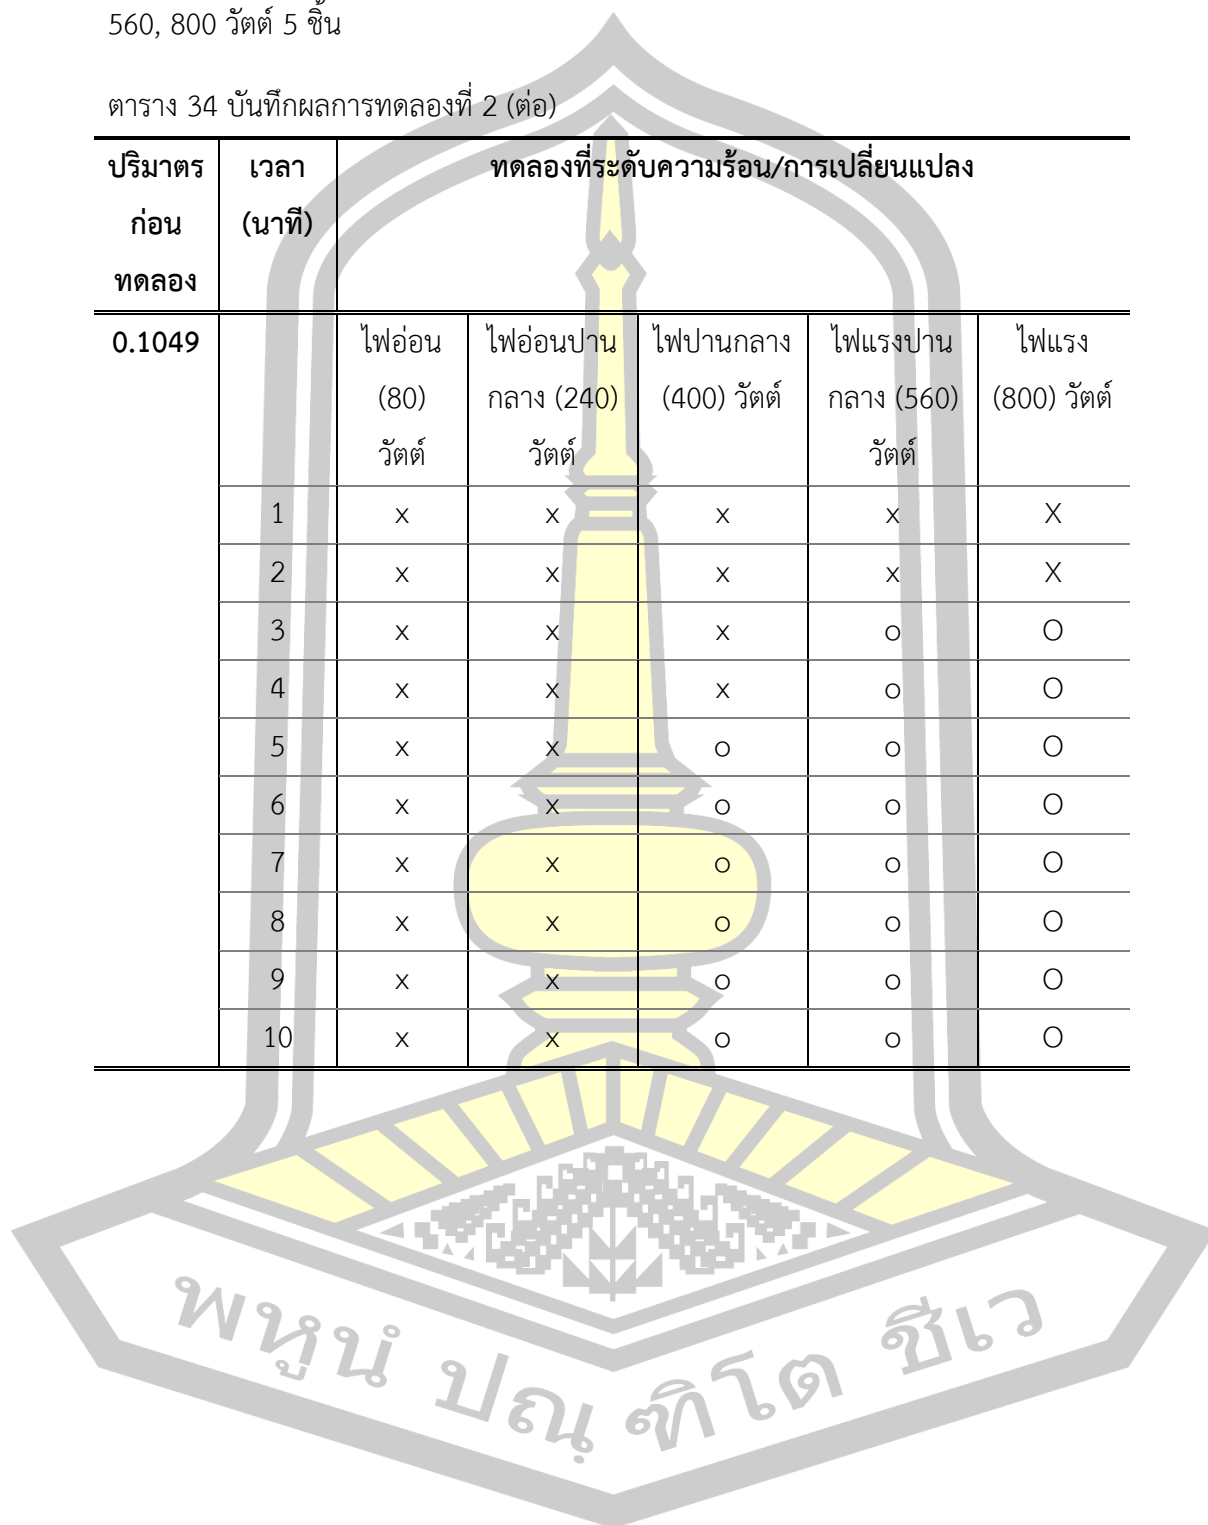 560, 800 วัตต์ 5 ชิ้น
ตาราง 34 บันทึกผลการทดลองที่ 2 (ต่อ)
ปริมาตร เวลา ทดลองที่ระดับความร้อน/การเปลี่ยนแปลง
ก่อน (นาที)
ทดลอง
0.1049 ไฟอ่อน ไฟอ่อนปาน ไฟปานกลาง ไฟแรงปาน ไฟแรง
(80) กลาง (240) (400) วัตต์ กลาง (560) (800) วัตต์
วัตต์ วัตต์ วัตต์
1 x x x x X
2 x x x x X
3 x x x o O
4 x x x o O
5 x x o o O
6 x x o o O
7 x x o o O
8 x x o o O
9 x x o o O
10 x x o o O
พหูนํ ปณฺฑิโต ชีเว